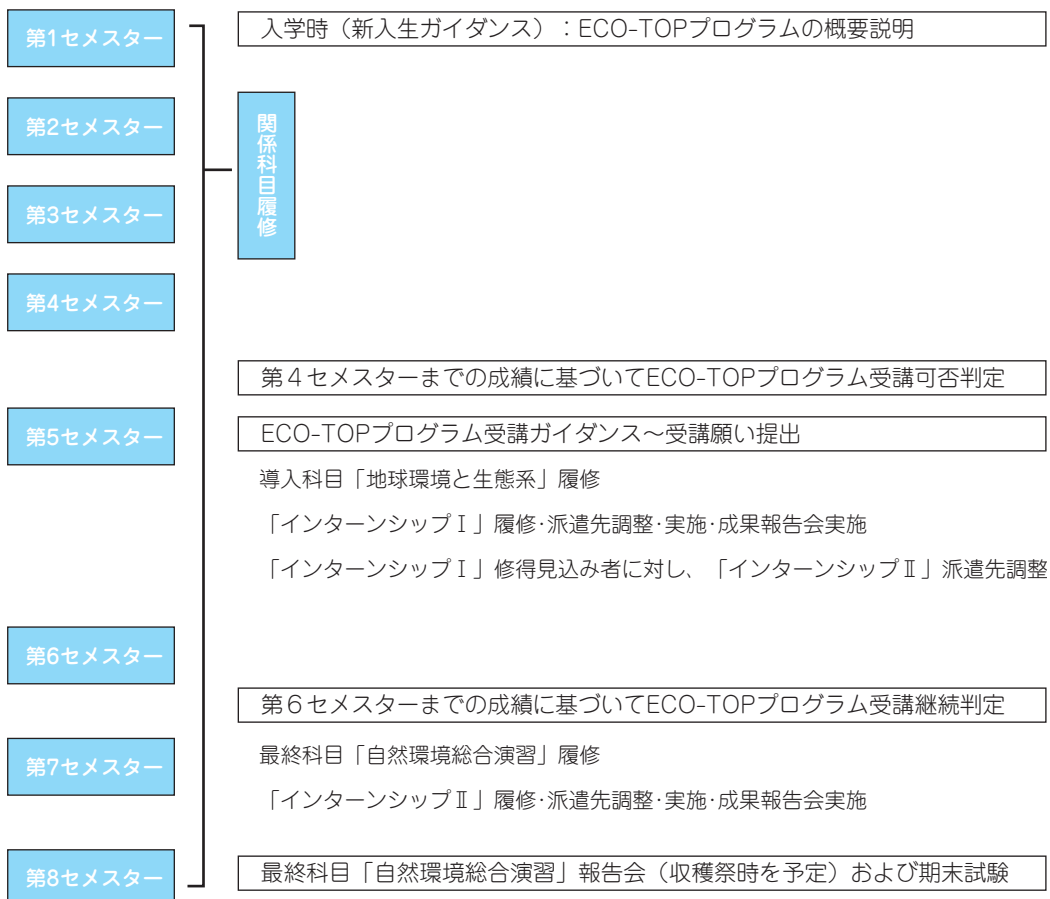 第1セメスター
入学時（新入生ガイダンス）：ECO-TOPプログラムの概要説明
第2セメスター
関係科目履修
第3セメスター
第4セメスター
第４セメスターまでの成績に基づいてECO-TOPプログラム受講可否判定
第5セメスター
ECO-TOPプログラム受講ガイダンス～受講願い提出
導入科目「地球環境と生態系」履修
「インターンシップⅠ」履修･派遣先調整･実施･成果報告会実施
「インターンシップⅠ」修得見込み者に対し、「インターンシップⅡ」派遣先調整
第6セメスター
第６セメスターまでの成績に基づいてECO-TOPプログラム受講継続判定
第7セメスター
最終科目「自然環境総合演習」履修
「インターンシップⅡ」履修･派遣先調整･実施･成果報告会実施
第8セメスター
最終科目「自然環境総合演習」報告会（収穫祭時を予定）および期末試験